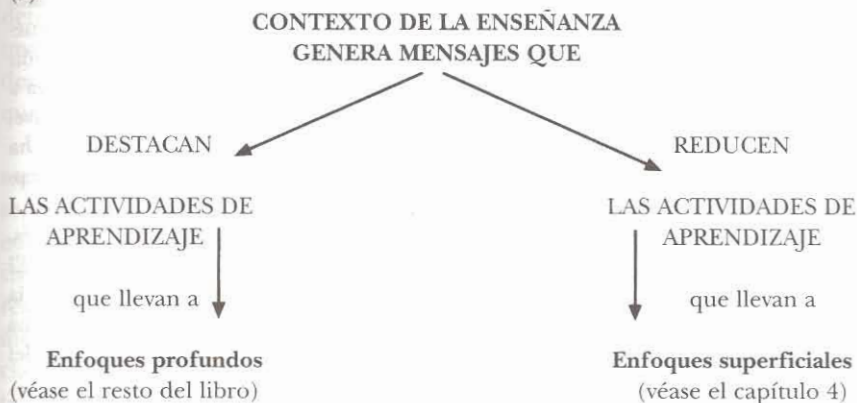 CONTEXTO DE LA ENSEÑANZA
GENERA MENSAJES QUE
DESTACAN
LAS ACTIVIDADES DE
APRENDIZAJE
que llevan a
Enfoques profundos
(véase el resto del libro)
REDUCEN
LAS ACTIVIDADES DE
APRENDIZAJE
que llevan a
Enfoques superficiales
(véase el capítulo 4)